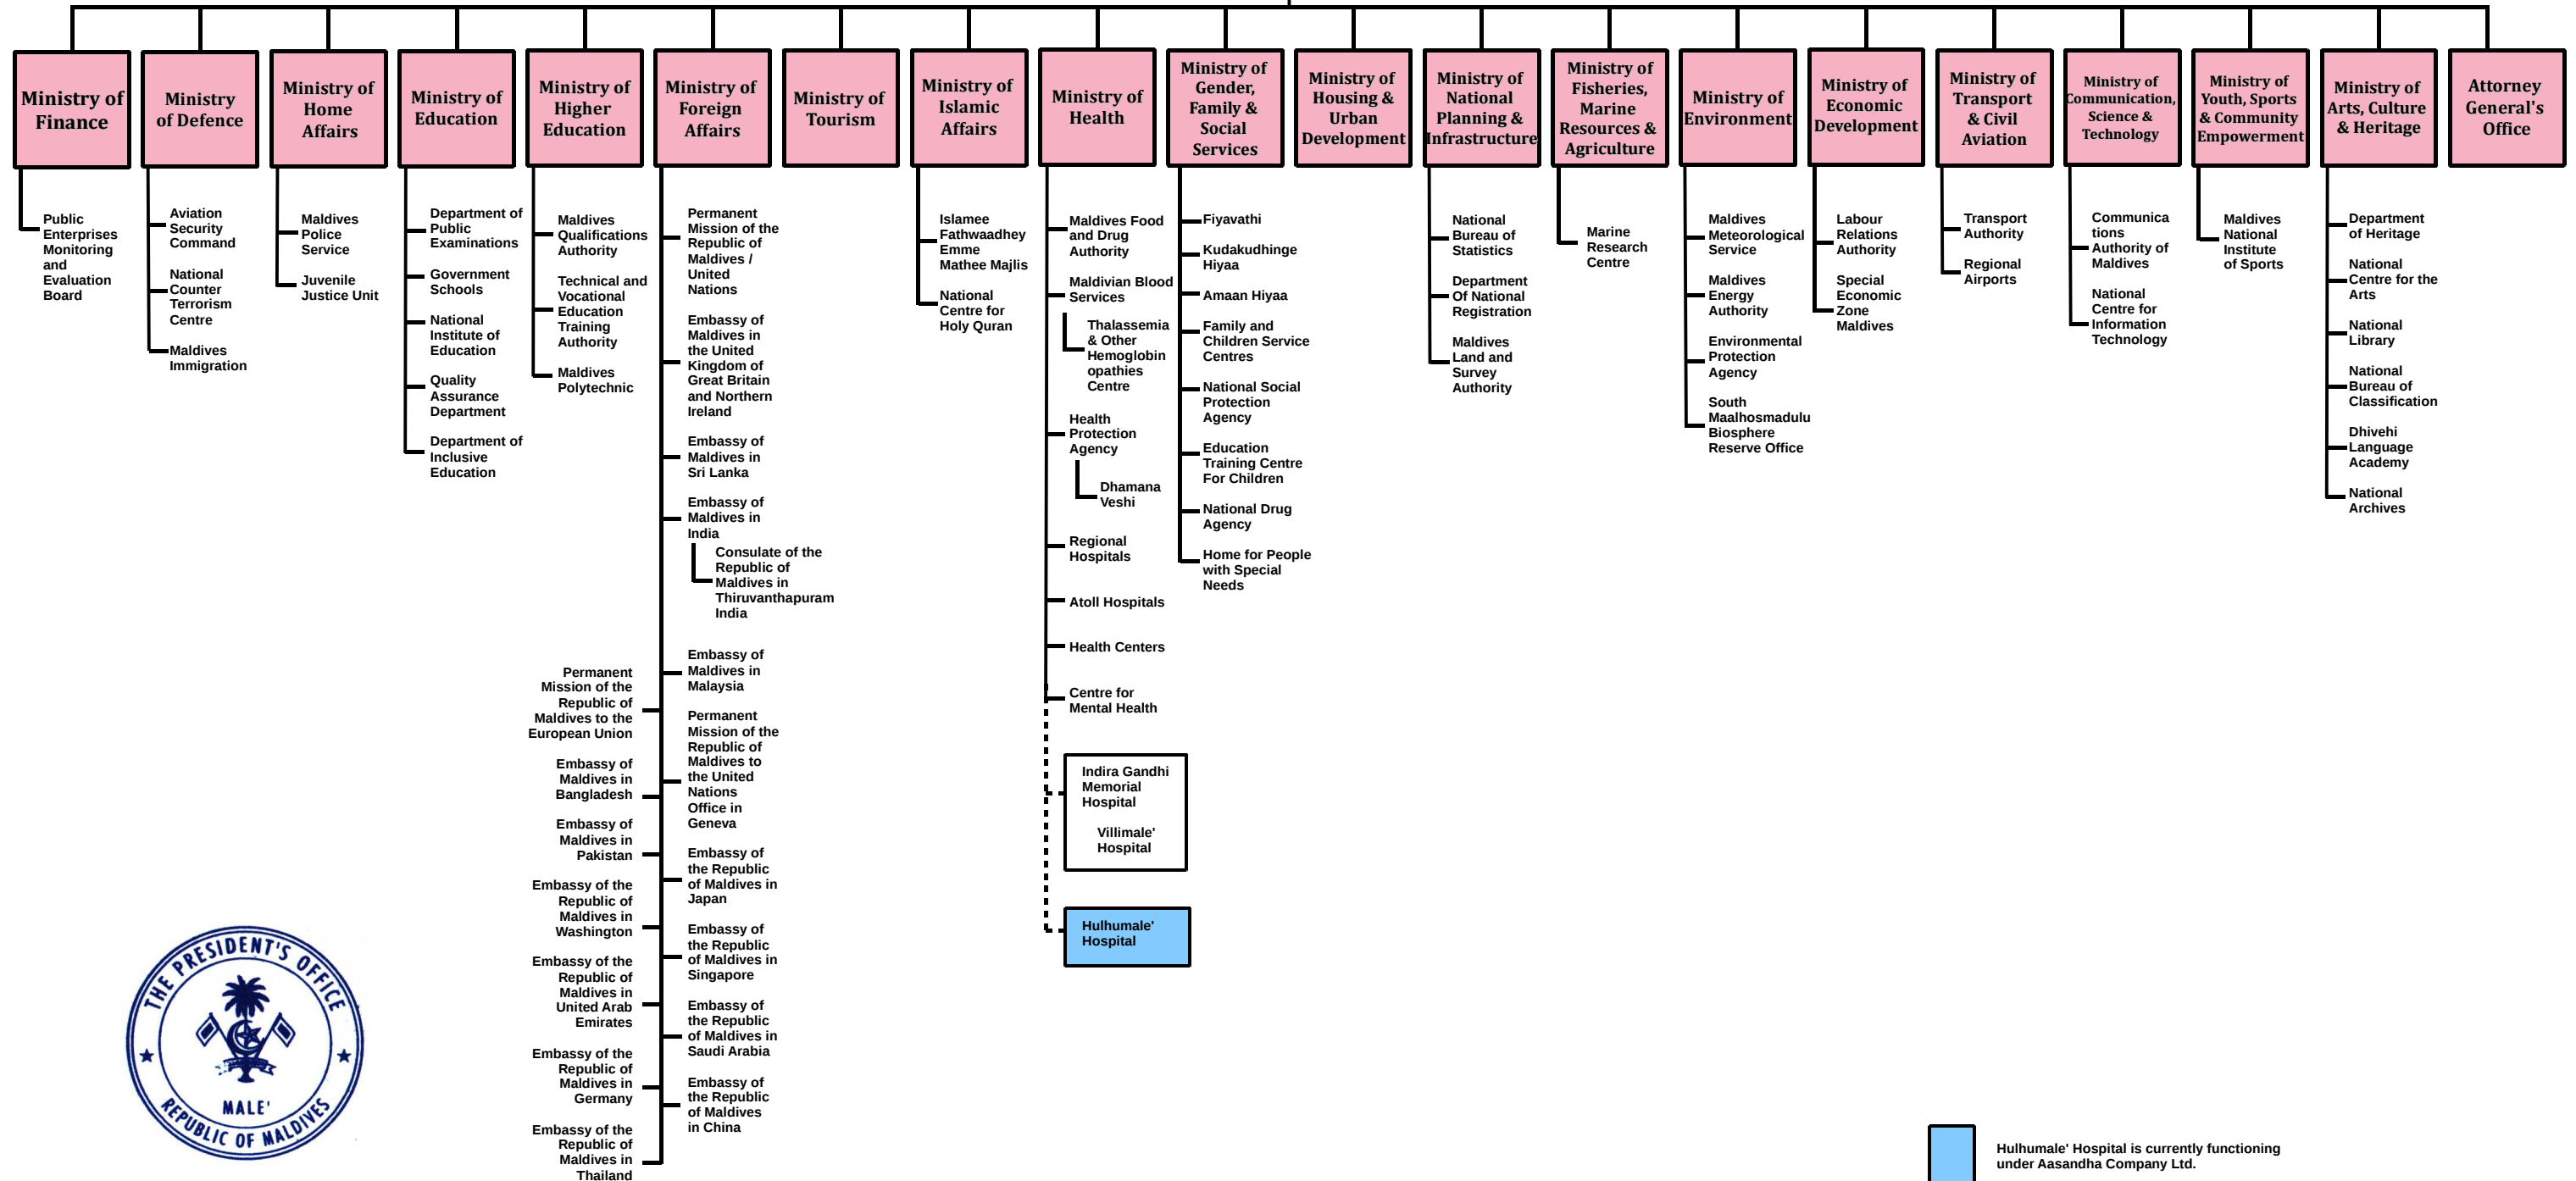 Ministry of
Finance
Ministry
of Defence
Ministry of
Home
Affairs
Ministry of
Education
Ministry of
Higher
Education
Ministry of
Foreign
Affairs
Ministry of
Tourism
Ministry of
Islamic
Affairs
Ministry of
Health
Ministry of
Gender,
Family &
Social
Services
Ministry of
Housing &
Urban
Development
Ministry of
National
Planning &
Infrastructure
Ministry of
Fisheries,
Marine
Resources &
Agriculture
Ministry of
Environment
Ministry of
Economic
Development
Ministry of
Transport
& Civil
Aviation
Ministry of
Communication,
Science &
Technology
Ministry of
Youth, Sports
& Community
Empowerment
Ministry of
Arts, Culture
& Heritage
Attorney
General's
Office
Public
Enterprises
Monitoring
and
Evaluation
Board
Aviation
Security
Command
National
Counter
Terrorism
Centre
Maldives
Immigration
Maldives
Police
Service
Juvenile
Justice Unit
Department of
Public
Examinations
Government
Schools
National
Institute of
Education
Quality
Assurance
Department
Department of
Inclusive
Education
Maldives
Qualifications
Authority
Technical and
Vocational
Education
Training
Authority
Maldives
Polytechnic
Permanent
Mission of the
Republic of
Maldives /
United
Nations
Embassy of
Maldives in
the United
Kingdom of
Great Britain
and Northern
Ireland
Embassy of
Maldives in
Sri Lanka
Embassy of
Maldives in
India
Consulate of the
Republic of
Maldives in
Thiruvanthapuram
India
Embassy of
Maldives in
Malaysia
Permanent
Mission of the
Republic of
Maldives to
the United
Nations
Office in
Geneva
Embassy of
the Republic
of Maldives in
Japan
Embassy of
the Republic
of Maldives in
Singapore
Embassy of
the Republic
of Maldives in
Saudi Arabia
Embassy of
the Republic
of Maldives
in China
Permanent
Mission of the
Republic of
Maldives to the
European Union
Embassy of
Maldives in
Bangladesh
Embassy of
Maldives in
Pakistan
Embassy of the
Republic of
Maldives in
Washington
Embassy of the
Republic of
Maldives in
United Arab
Emirates
Embassy of the
Republic of
Maldives in
Germany
Embassy of the
Republic of
Maldives in
Thailand
Islamee
Fathwaadhey
Emme
Mathee Majlis
National
Centre for
Holy Quran
Maldives Food
and Drug
Authority
Maldivian Blood
Services
Thalassemia
& Other
Hemoglobin
opathies
Centre
Health
Protection
Agency
Dhamana
Veshi
Regional
Hospitals
Atoll Hospitals
Health Centers
Centre for
Mental Health
Indira Gandhi
Memorial
Hospital
Villimale'
Hospital
Hulhumale'
Hospital
Fiyavathi
Kudakudhinge
Hiyaa
Amaan Hiyaa
Family and
Children Service
Centres
National Social
Protection
Agency
Education
Training Centre
For Children
National Drug
Agency
Home for People
with Special
Needs
National
Bureau of
Statistics
Department
Of National
Registration
Maldives
Land and
Survey
Authority
Marine
Research
Centre
Maldives
Meteorological
Service
Maldives
Energy
Authority
Environmental
Protection
Agency
South
Maalhosmadulu
Biosphere
Reserve Office
Labour
Relations
Authority
Special
Economic
Zone
Maldives
Transport
Authority
Regional
Airports
Communica
tions
Authority of
Maldives
National
Centre for
Information
Technology
Maldives
National
Institute
of Sports
Department
of Heritage
National
Centre for the
Arts
National
Library
National
Bureau of
Classification
Dhivehi
Language
Academy
National
Archives
THE PRESIDENT'S OFFICE
MALE'
REPUBLIC OF MALDIVES
Hulhumale' Hospital is currently functioning
under Aasandha Company Ltd.